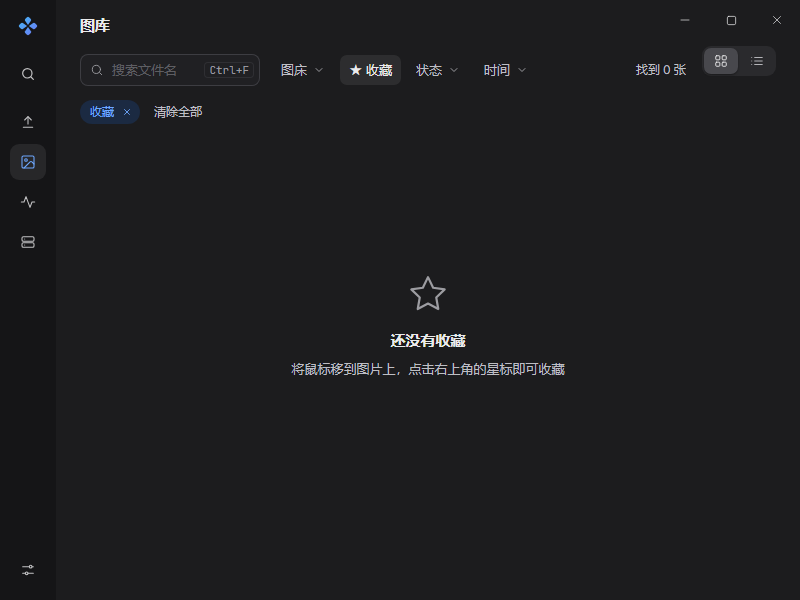 图库
搜索文件名 Ctrl+F 图床 ★ 收藏 状态 时间 找到 0 张
收藏 × 清除全部
还没有收藏
将鼠标移到图片上，点击右上角的星标即可收藏